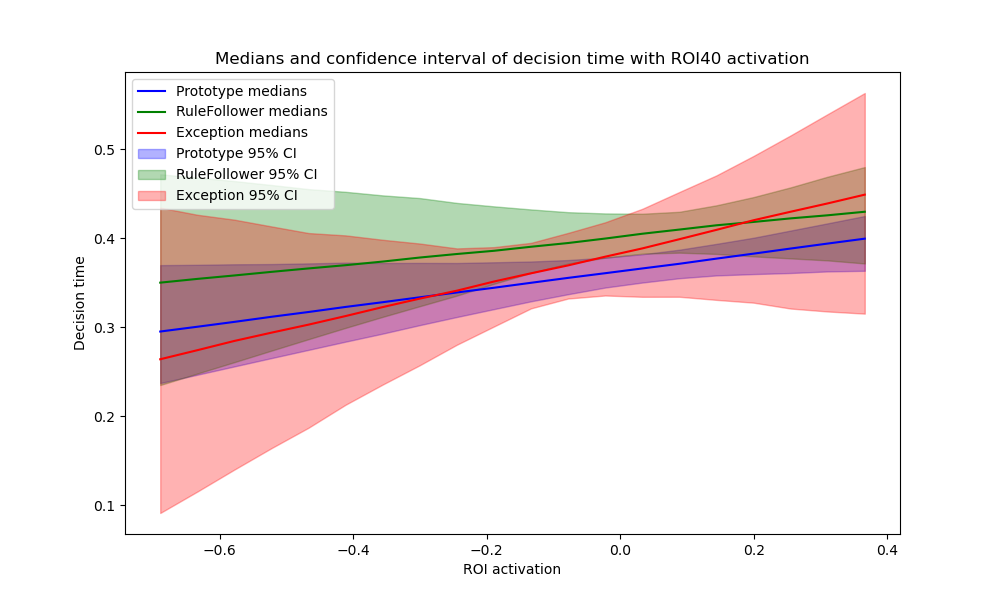 Medians and confidence interval of decision time with ROI40 activation
Prototype medians
RuleFollower medians
Exception medians
Prototype 95% CI
RuleFollower 95% CI
Exception 95% CI
0.5
0.4
0.3
0.2
0.1
Decision time
−0.6
−0.4
−0.2
0.0
0.2
0.4
ROI activation